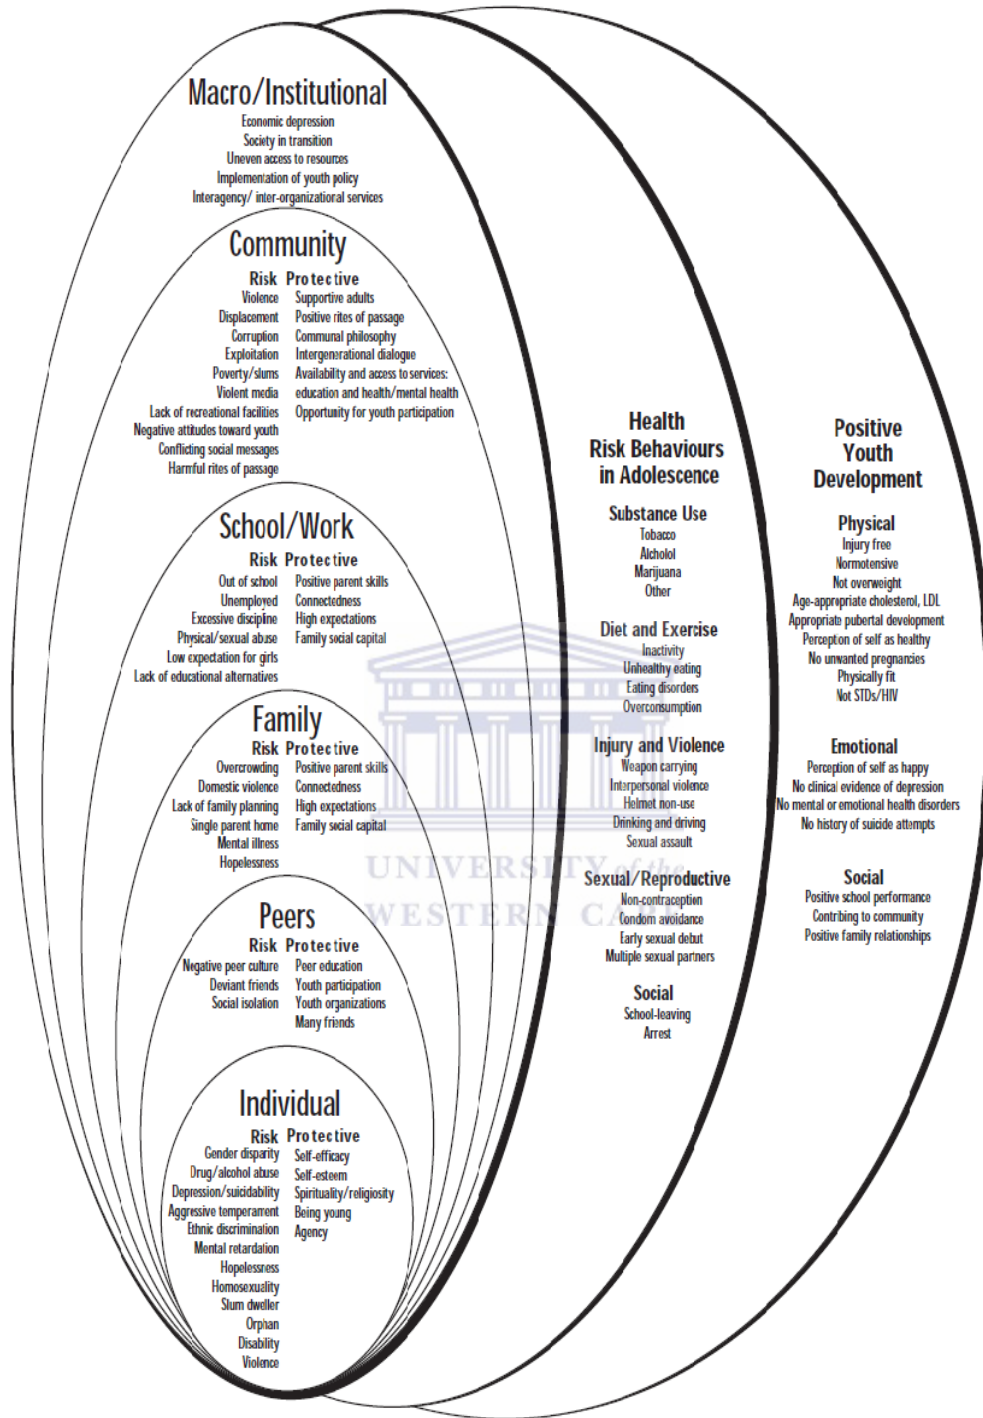 Macro/Institutional
Economic depression
Society in transition
Uneven access to resources
Implementation of youth policy
Interagency/ inter-organizational services
Community
Risk Protective
Violence Supportive adults
Displacement Positive rites of passage
Corruption Communal philosophy
Exploitation Intergenerational dialogue
Poverty/slums Availability and access to services:
Violent media education and health/mental health
Lack of recreational facilities Opportunity for youth participation
Negative attitudes toward youth
Conflicting social messages
Harmful rites of passage
School/Work
Risk Protective
Out of school Positive parent skills
Unemployed Connectedness
Excessive discipline High expectations
Physical/sexual abuse Family social capital
Low expectation for girls
Lack of educational alternatives
Family
Risk Protective
Overcrowding Positive parent skills
Domestic violence Connectedness
Lack of family planning High expectations
Single parent home Family social capital
Mental illness
Hopelessness
Peers
Risk Protective
Negative peer culture Peer education
Deviant friends Youth participation
Social isolation Youth organizations
Many friends
Individual
Risk Protective
Gender disparity Self-efficacy
Drug/alcohol abuse Self-esteem
Depression/suicidability Spirituality/religiosity
Aggressive temperament Being young
Ethnic discrimination Agency
Mental retardation
Hopelessness
Homosexuality
Slum dweller
Orphan
Disability
Violence
Health
Risk Behaviours
in Adolescence
Substance Use
Tobacco
Alcholol
Marijuana
Other
Diet and Exercise
Inactivity
Unhealthy eating
Eating disorders
Overconsumption
Injury and Violence
Weapon carrying
Interpersonal violence
Helmet non-use
Drinking and driving
Sexual assault
Sexual/Reproductive
Non-contraception
Condom avoidance
Early sexual debut
Multiple sexual partners
Social
School-leaving
Arrest
Positive
Youth
Development
Physical
Injury free
Normotensive
Not overweight
Age-appropriate cholesterol, LDL
Appropriate pubertal development
Perception of self as healthy
No unwanted pregnancies
Physically fit
Not STDs/HIV
Emotional
Perception of self as happy
No clinical evidence of depression
No mental or emotional health disorders
No history of suicide attempts
Social
Positive school performance
Contribing to community
Positive family relationships
UNIVERSITY of the
WESTERN CAPE